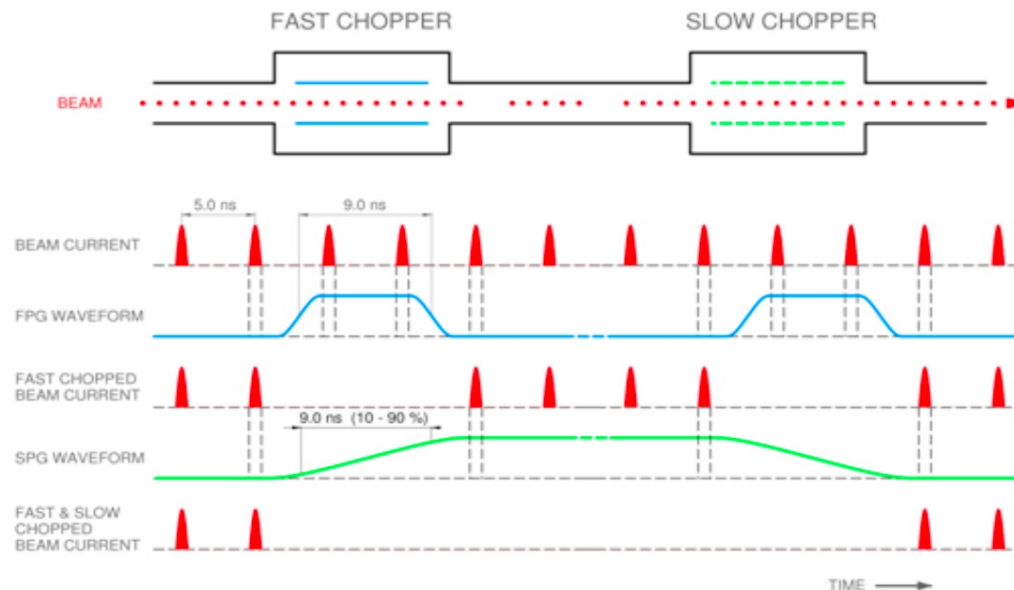 FAST CHOPPER
SLOW CHOPPER
BEAM
5.0 ns
9.0 ns
BEAM CURRENT
FPG WAVEFORM
FAST CHOPPED
BEAM CURRENT
9.0 ns (10 - 90 %)
SPG WAVEFORM
FAST & SLOW
CHOPPED
BEAM CURRENT
TIME